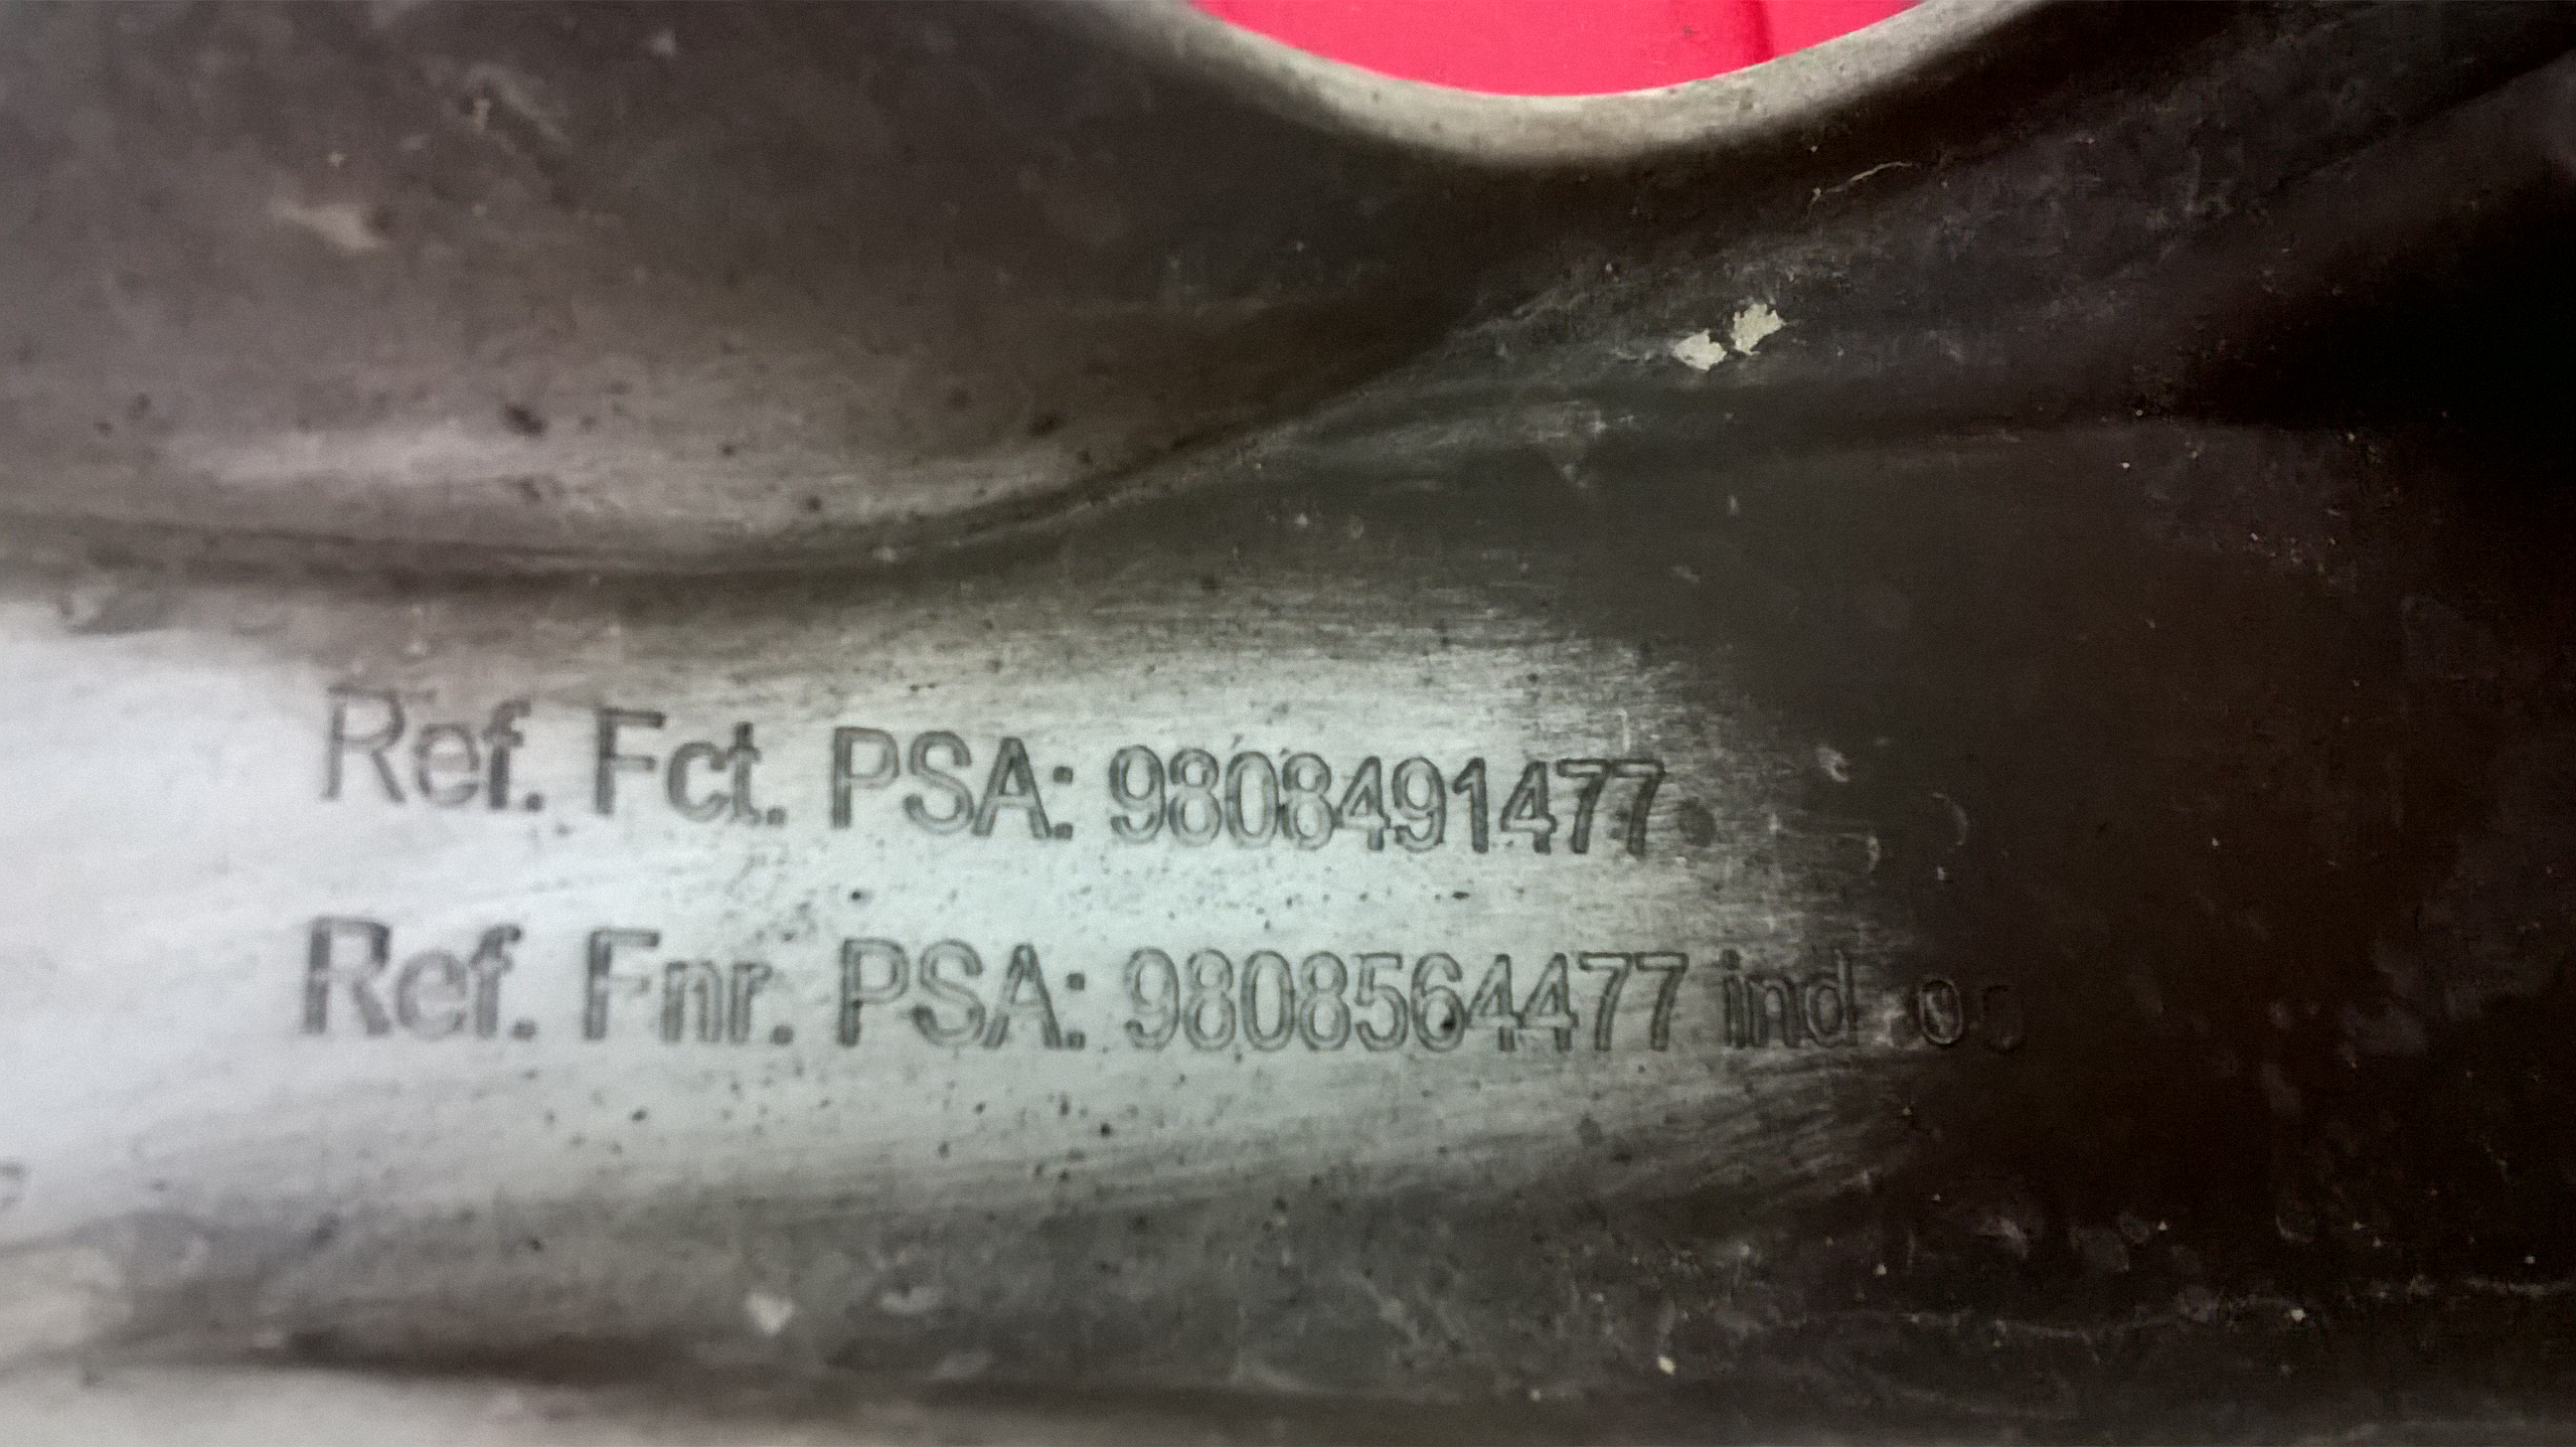 Ref. Fct. PSA: 9808491477
Ref. Fnr. PSA: 9808564477 ind